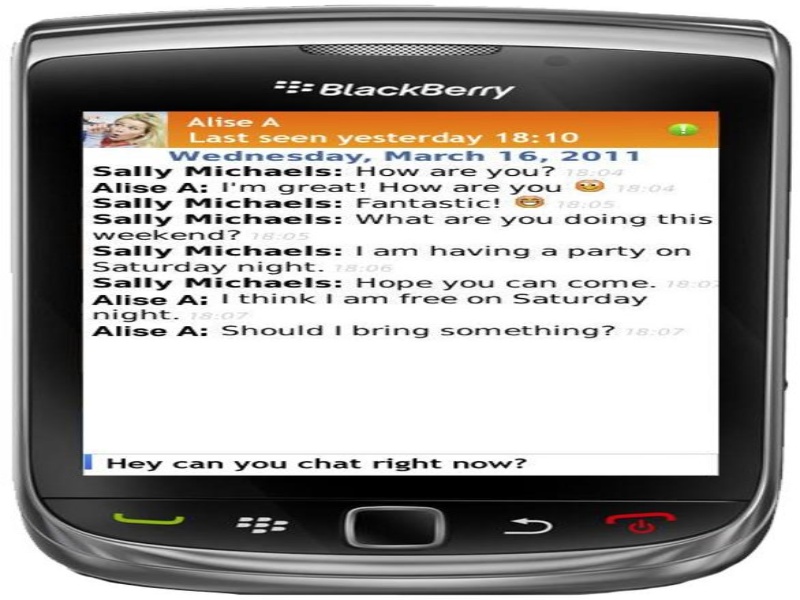 BlackBerry
Alise A
Last seen yesterday 18:10
Wednesday, March 16, 2011
Sally Michaels: How are you? 18:04
Alise A: I'm great! How are you 18:04
Sally Michaels: Fantastic! 18:05
Sally Michaels: What are you doing this
weekend? 18:05
Sally Michaels: I am having a party on
Saturday night. 18:06
Sally Michaels: Hope you can come. 18:07
Alise A: I think I am free on Saturday
night. 18:07
Alise A: Should I bring something? 18:07
Hey can you chat right now?